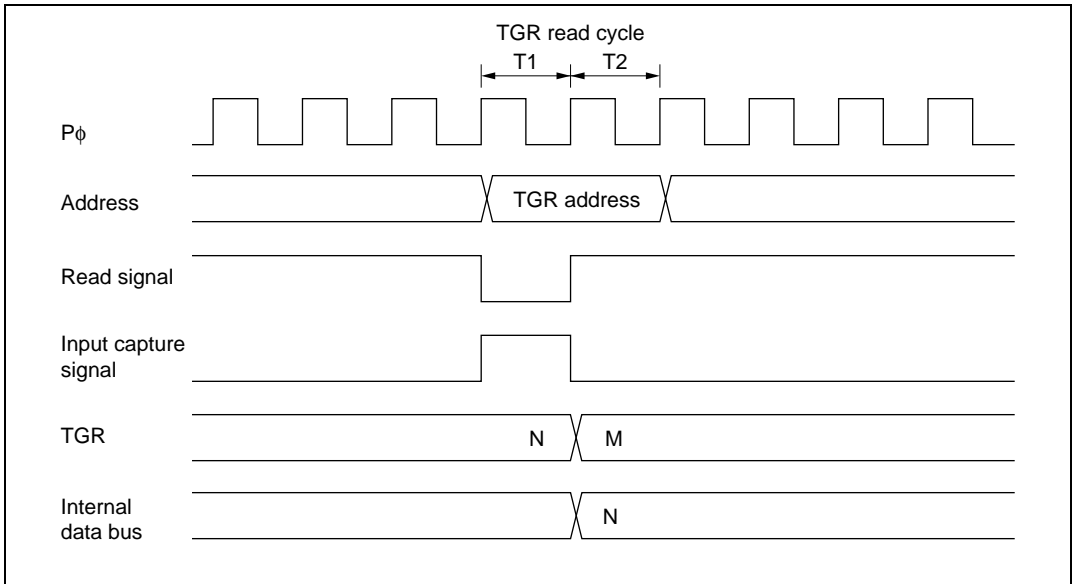 TGR read cycle
T1 T2
Pϕ
Address
TGR address
Read signal
Input capture
signal
TGR
N M
Internal
data bus
N